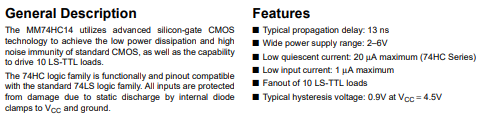 General Description
The MM74HC14 utilizes advanced silicon-gate CMOS
technology to achieve the low power dissipation and high
noise immunity of standard CMOS, as well as the capability
to drive 10 LS-TTL loads.
The 74HC logic family is functionally and pinout compatible
with the standard 74LS logic family. All inputs are protected
from damage due to static discharge by internal diode
clamps to VCC and ground.
Features
■ Typical propagation delay: 13 ns
■ Wide power supply range: 2–6V
■ Low quiescent current: 20 μA maximum (74HC Series)
■ Low input current: 1 μA maximum
■ Fanout of 10 LS-TTL loads
■ Typical hysteresis voltage: 0.9V at VCC = 4.5V